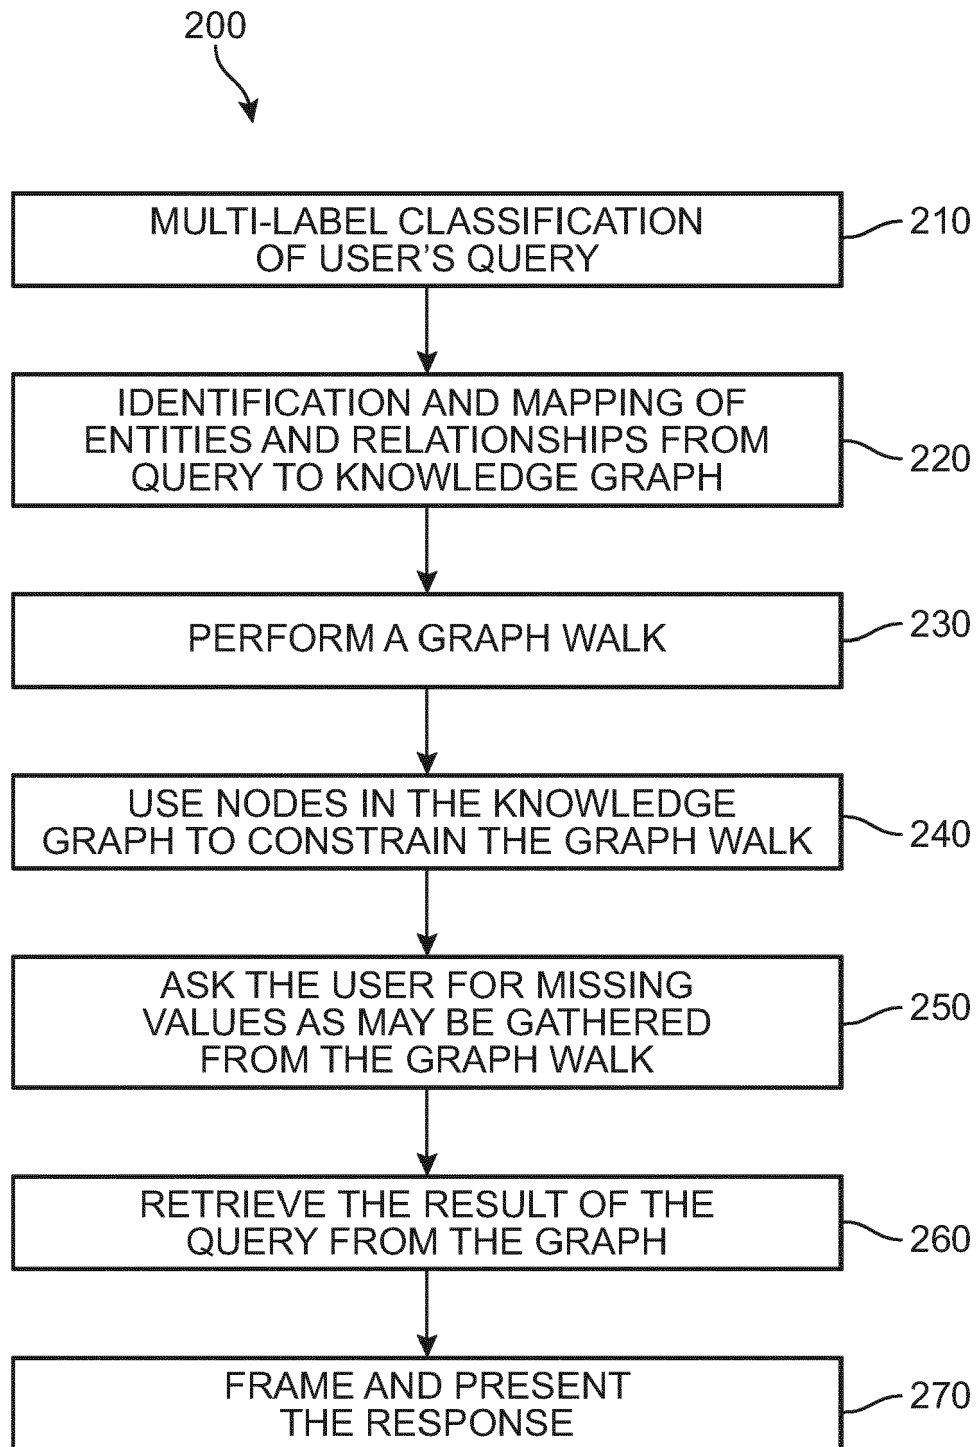 200
MULTI-LABEL CLASSIFICATION
OF USER'S QUERY
210
IDENTIFICATION AND MAPPING OF
ENTITIES AND RELATIONSHIPS FROM
QUERY TO KNOWLEDGE GRAPH
220
PERFORM A GRAPH WALK
230
USE NODES IN THE KNOWLEDGE
GRAPH TO CONSTRAIN THE GRAPH WALK
240
ASK THE USER FOR MISSING
VALUES AS MAY BE GATHERED
FROM THE GRAPH WALK
250
RETRIEVE THE RESULT OF THE
QUERY FROM THE GRAPH
260
FRAME AND PRESENT
THE RESPONSE
270